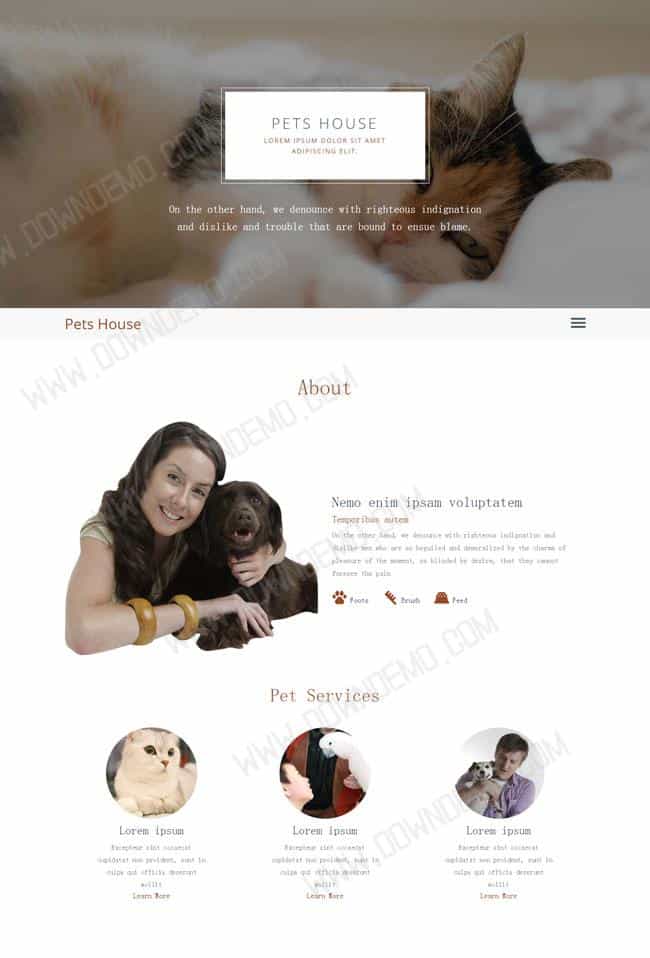 PETS HOUSE
LOREM IPSUM DOLOR SIT AMET
ADIPISCING ELIT.
On the other hand, we denounce with righteous indignation
and dislike and trouble that are bound to ensue blame.
Pets House
About
Nemo enim ipsam voluptatem
Temporibus autem
On the other hand, we denounce with righteous indignation and
dislike men who are so beguiled and demoralized by the charms of
pleasure of the moment, so blinded by desire, that they cannot
foresee the pain
Foots
Brush
Feed
Pet Services
Lorem ipsum
Excepteur sint occaecat
cupidatat non proident, sunt in
culpa qui officia deserunt
mollit
Learn More
Lorem ipsum
Excepteur sint occaecat
cupidatat non proident, sunt in
culpa qui officia deserunt
mollit
Learn More
Lorem ipsum
Excepteur sint occaecat
cupidatat non proident, sunt in
culpa qui officia deserunt
mollit
Learn More
WWW.DOWNDEMO.COM
WWW.DOWNDEMO.COM
WWW.DOWNDEMO.COM